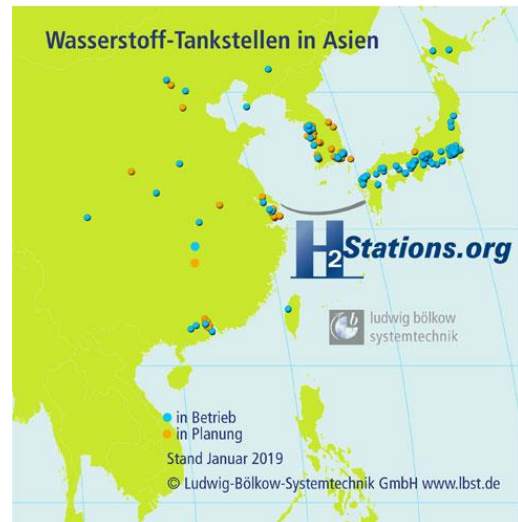 Wasserstoff-Tankstellen in Asien
H2Stations.org
b
ludwig bölkow
systemtechnik
in Betrieb
in Planung
Stand Januar 2019
© Ludwig-Bölkow-Systemtechnik GmbH www.lbst.de